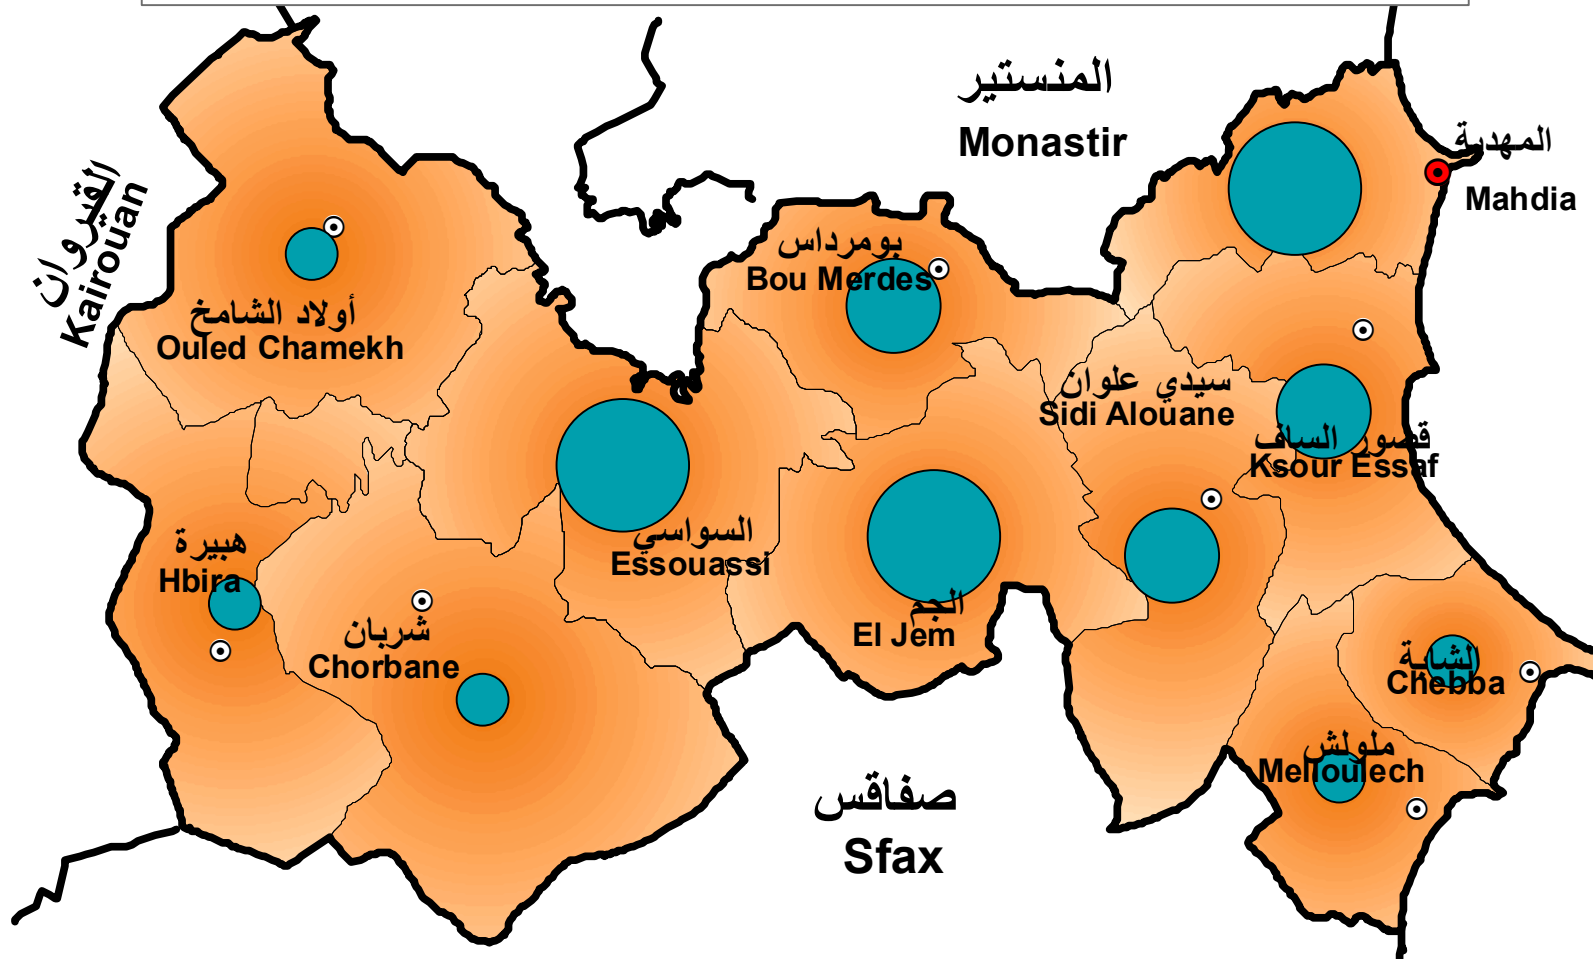 المنستير
Monastir
المهدية
Mahdia
القيروان
Kairouan
بومرداس
Bou Merdes
أولاد الشامخ
Ouled Chamekh
سيدي علوان
Sidi Alouane
قصور الساف
Ksour Essaf
السواسي
Essouassi
هبيرة
Hbira
الجم
El Jem
شربان
Chorbane
الشابة
Chebba
ملولش
Melloulech
صفاقس
Sfax